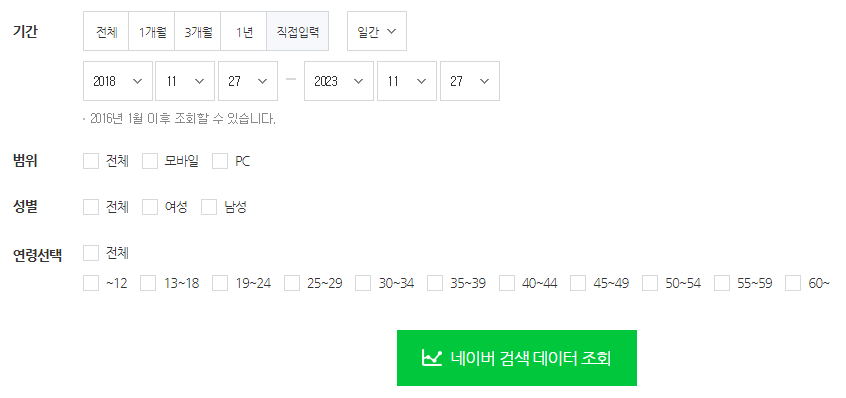 기간 전체 1개월 3개월 1년 직접입력 일간
2018 11 27 2023 11 27
· 2016년 1월 이후 조회할 수 있습니다.
범위 전체 모바일 PC
성별 전체 여성 남성
연령선택 전체
~12 13~18 19~24 25~29 30~34 35~39 40~44 45~49 50~54 55~59 60~
네이버 검색 데이터 조회